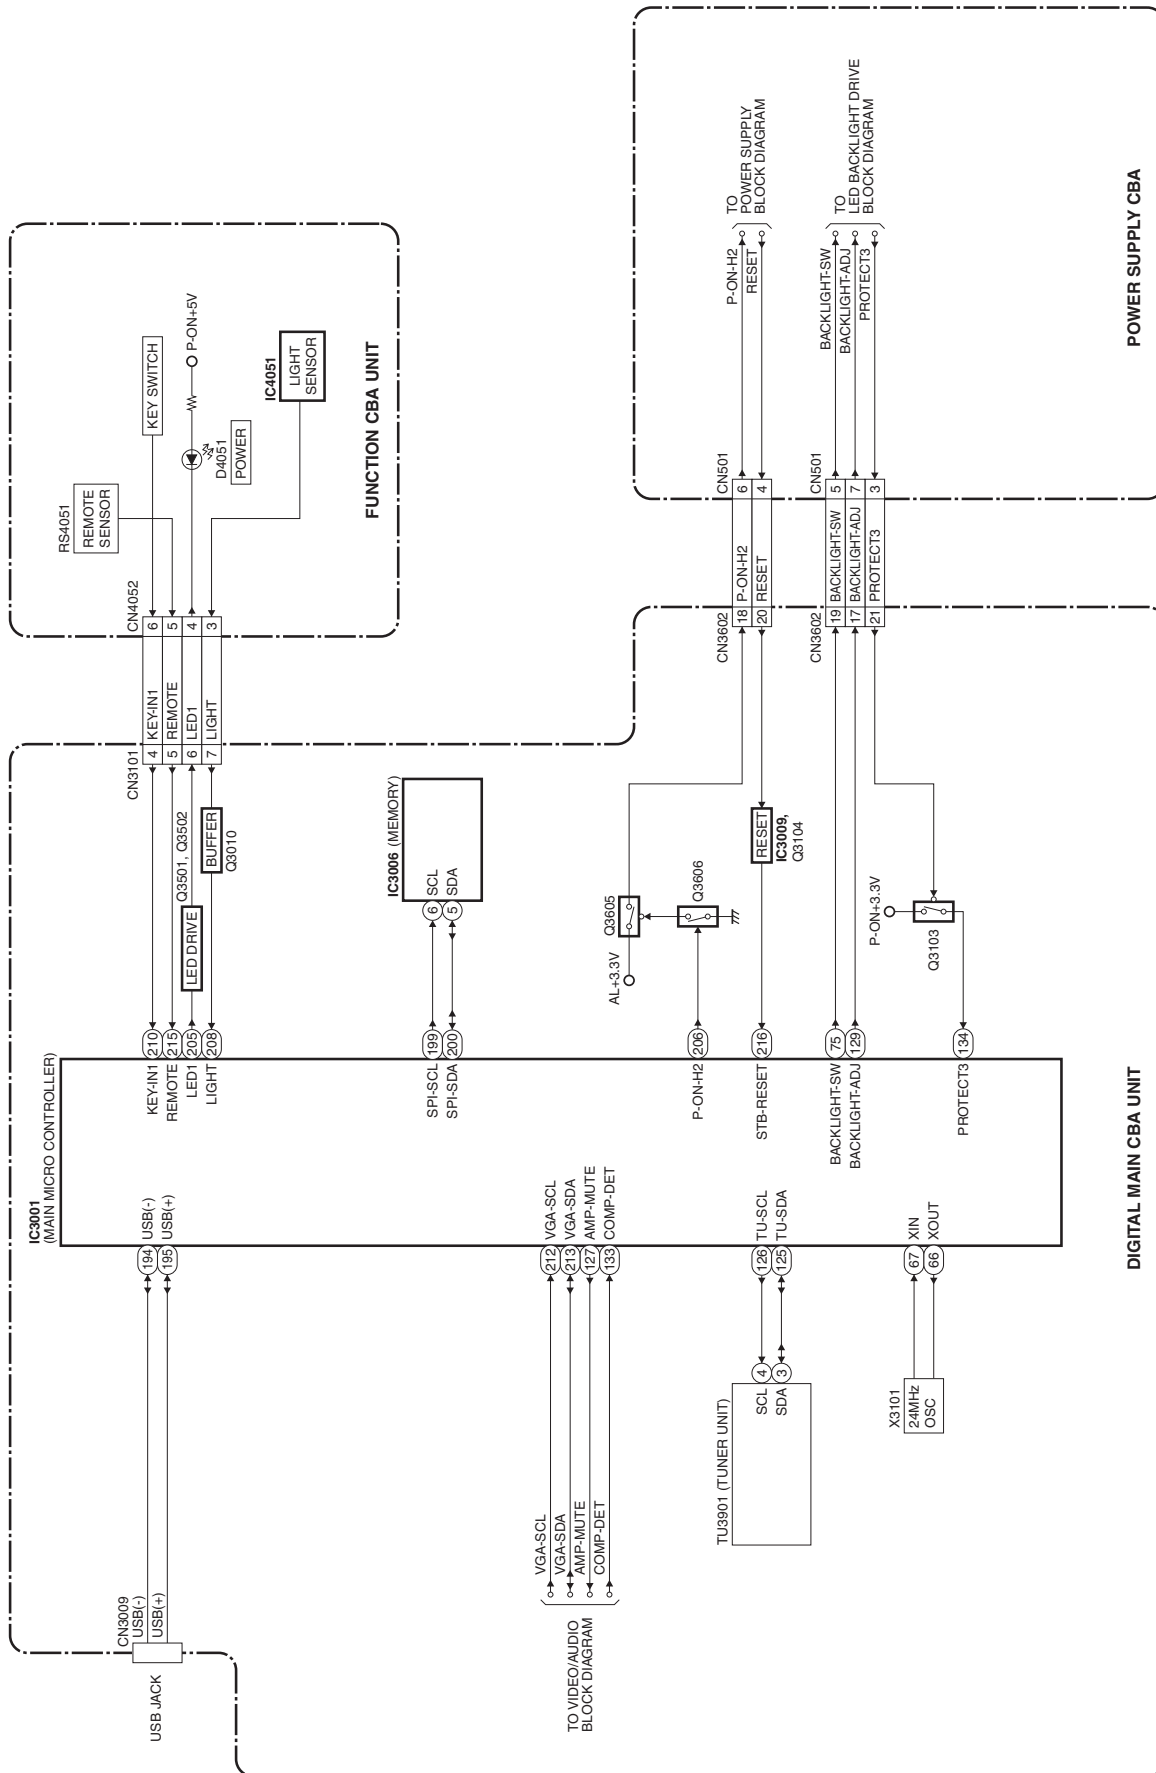 IC3001
(MAIN MICRO CONTROLLER)
CN3009
USB JACK
USB(-)
USB(+)
194 USB(-)
195 USB(+)
KEY-IN1 210
REMOTE 215
LED1 205
LIGHT 208
LED DRIVE
Q3501, Q3502
BUFFER
Q3010
CN3101
4 KEY-IN1 6
5 REMOTE 5
6 LED1 4
7 LIGHT 3
CN4052
RS4051
REMOTE
SENSOR
KEY SWITCH
D4051
POWER
P-ON+5V
IC4051
LIGHT
SENSOR
FUNCTION CBA UNIT
IC3006 (MEMORY)
SPI-SCL 199
SPI-SDA 200
6 SCL
5 SDA
TO VIDEO/AUDIO
BLOCK DIAGRAM
VGA-SCL
VGA-SDA
AMP-MUTE
COMP-DET
212 VGA-SCL
213 VGA-SDA
127 AMP-MUTE
133 COMP-DET
P-ON-H2 206
STB-RESET 216
AL+3.3V
Q3605
Q3606
RESET
IC3009,
Q3104
CN3602
18 P-ON-H2 6
20 RESET 4
CN501
P-ON-H2
RESET
TO
POWER SUPPLY
BLOCK DIAGRAM
TU3901 (TUNER UNIT)
SCL 4
SDA 3
126 TU-SCL
125 TU-SDA
BACKLIGHT-SW 75
BACKLIGHT-ADJ 129
CN3602
19 BACKLIGHT-SW 5
17 BACKLIGHT-ADJ 7
21 PROTECT3 3
CN501
BACKLIGHT-SW
BACKLIGHT-ADJ
PROTECT3
TO
LED BACKLIGHT DRIVE
BLOCK DIAGRAM
X3101
24MHz
OSC
67 XIN
66 XOUT
PROTECT3 134
P-ON+3.3V
Q3103
DIGITAL MAIN CBA UNIT
POWER SUPPLY CBA